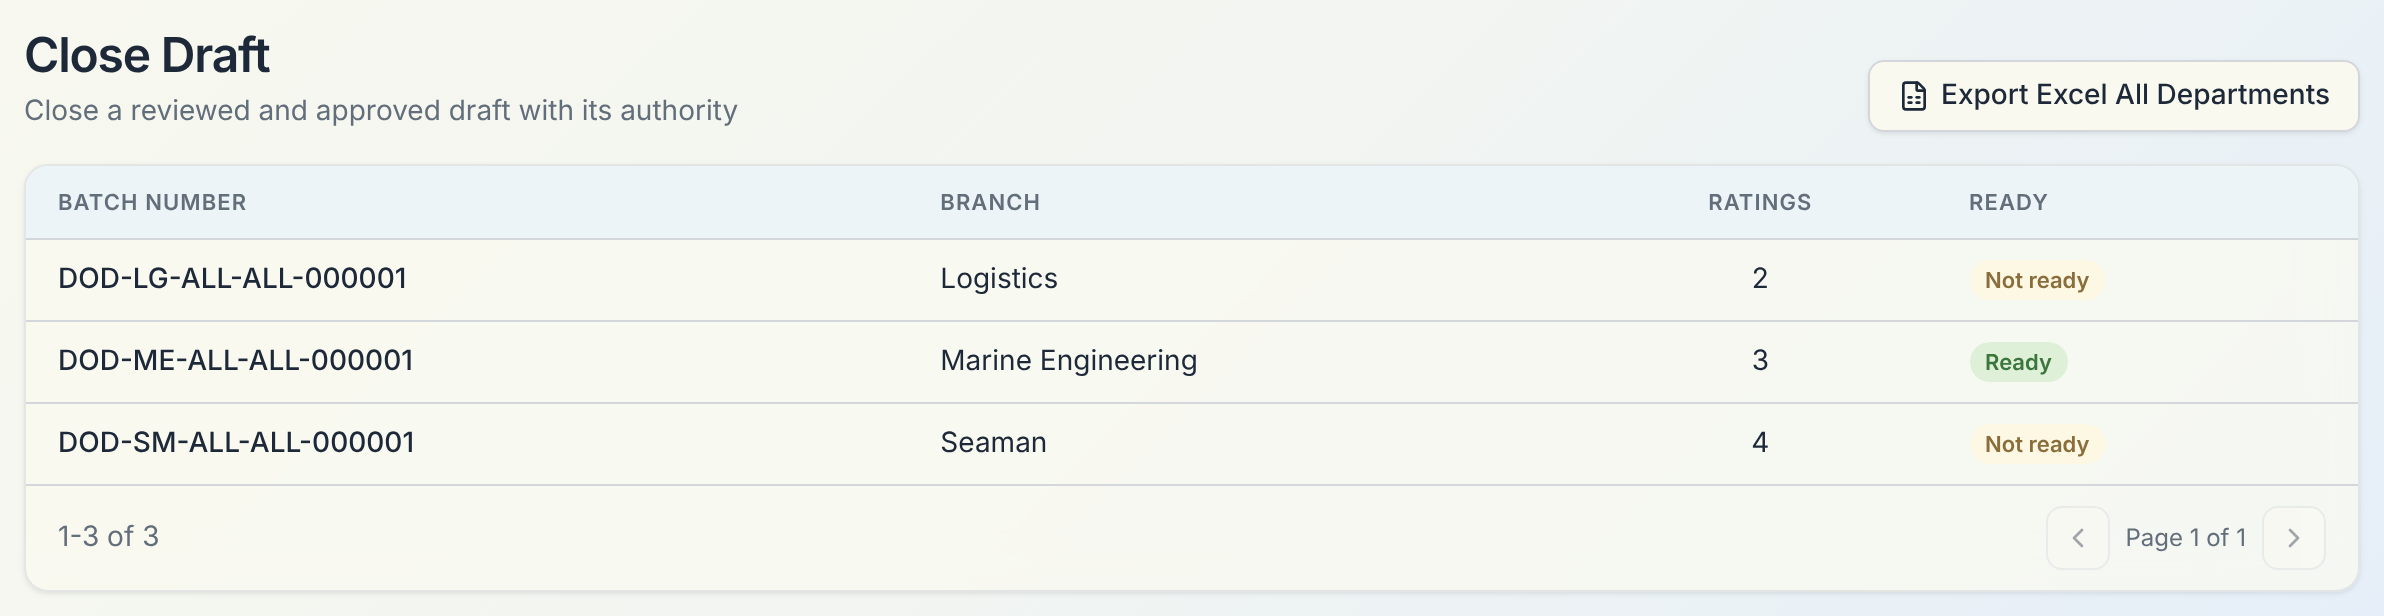 Close Draft
Close a reviewed and approved draft with its authority
Export Excel All Departments
BATCH NUMBER BRANCH RATINGS READY
DOD-LG-ALL-ALL-000001 Logistics 2 Not ready
DOD-ME-ALL-ALL-000001 Marine Engineering 3 Ready
DOD-SM-ALL-ALL-000001 Seaman 4 Not ready
1-3 of 3 Page 1 of 1